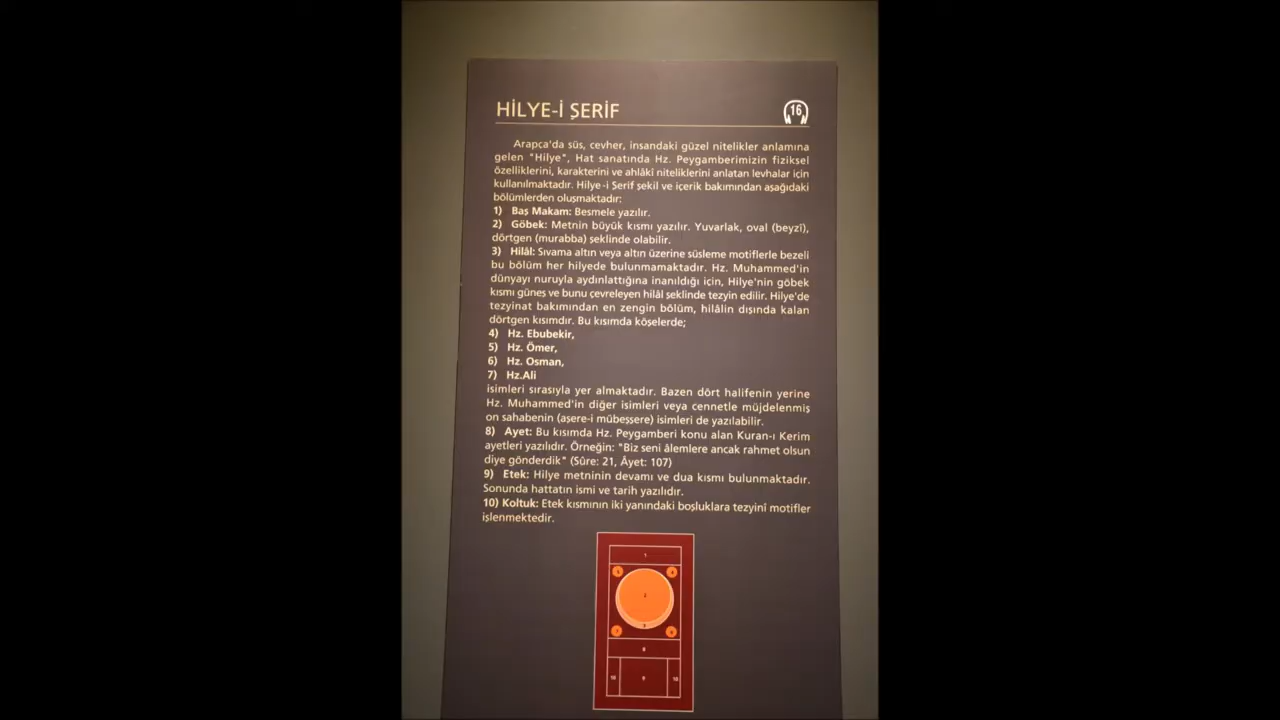 HİLYE-İ ŞERİF
16
Arapça'da süs, cevher, insandaki güzel nitelikler anlamına
gelen "Hilye", Hat sanatında Hz. Peygamberimizin fiziksel
özelliklerini, karakterini ve ahlâkî niteliklerini anlatan levhalar için
kullanılmaktadır. Hilye-i Şerif şekil ve içerik bakımından aşağıdaki
bölümlerden oluşmaktadır:
1) Baş Makam: Besmele yazılır.
2) Göbek: Metnin büyük kısmı yazılır. Yuvarlak, oval (beyzî),
dörtgen (murabba) şeklinde olabilir.
3) Hilâl: Sıvama altın veya altın üzerine süsleme motiflerle bezeli
bu bölüm her hilyede bulunmamaktadır. Hz. Muhammed'in
dünyayı nuruyla aydınlattığına inanıldığı için, Hilye'nin göbek
kısmı güneş ve bunu çevreleyen hilâl şeklinde tezyin edilir. Hilye'de
tezyinat bakımından en zengin bölüm, hilâlin dışında kalan
dörtgen kısımdır. Bu kısımda köşelerde;
4) Hz. Ebubekir,
5) Hz. Ömer,
6) Hz. Osman,
7) Hz.Ali
isimleri sırasıyla yer almaktadır. Bazen dört halifenin yerine
Hz. Muhammed'in diğer isimleri veya cennetle müjdelenmiş
on sahabenin (aşere-i mübeşşere) isimleri de yazılabilir.
8) Ayet: Bu kısımda Hz. Peygamberi konu alan Kuran-ı Kerim
ayetleri yazılıdır. Örneğin: "Biz seni âlemlere ancak rahmet olsun
diye gönderdik" (Sûre: 21, Âyet: 107)
9) Etek: Hilye metninin devamı ve dua kısmı bulunmaktadır.
Sonunda hattatın ismi ve tarih yazılıdır.
10) Koltuk: Etek kısmının iki yanındaki boşluklara tezyinî motifler
işlenmektedir.
1
2
3
8
10 9 10